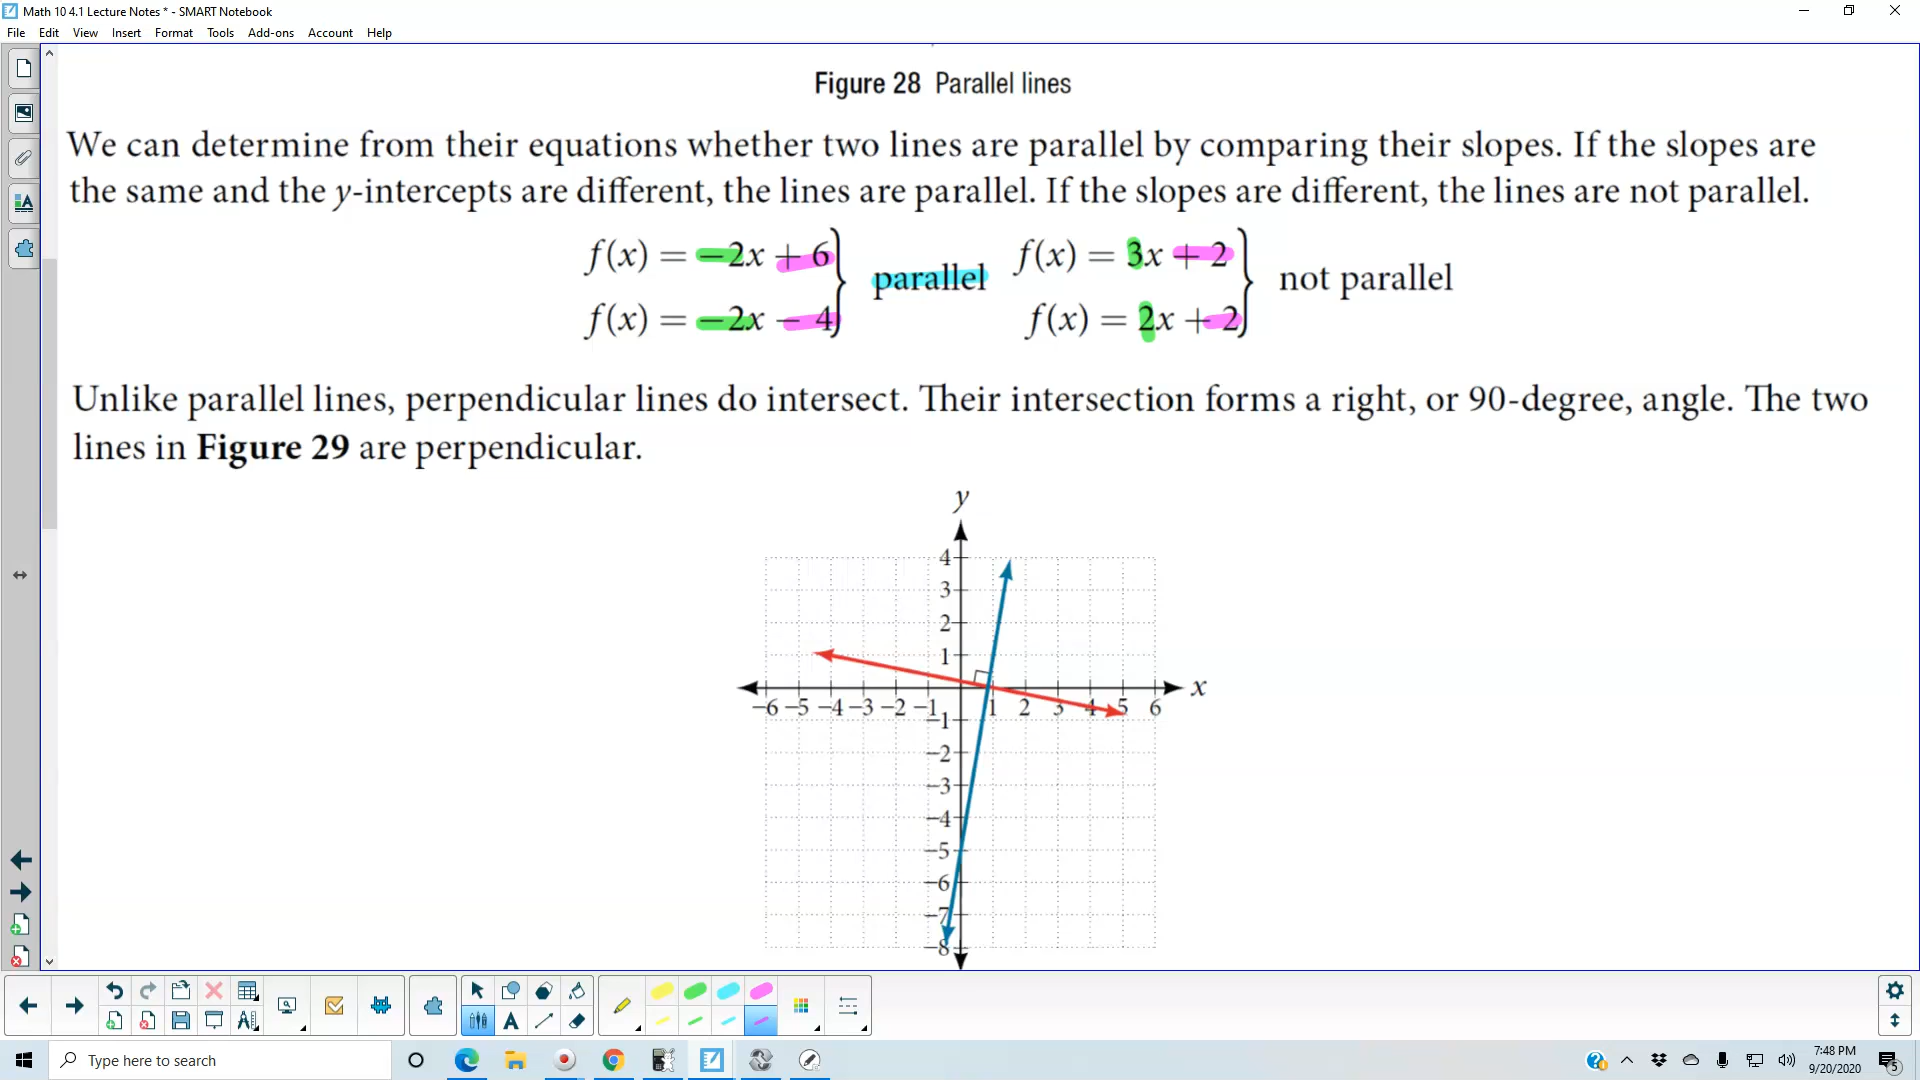 Math 10 4.1 Lecture Notes * - SMART Notebook
File Edit View Insert Format Tools Add-ons Account Help
Figure 28 Parallel lines
We can determine from their equations whether two lines are parallel by comparing their slopes. If the slopes are
the same and the y-intercepts are different, the lines are parallel. If the slopes are different, the lines are not parallel.
f(x) = −2x + 6
f(x) = −2x − 4
} parallel
f(x) = 3x + 2
f(x) = 2x + 2
} not parallel
Unlike parallel lines, perpendicular lines do intersect. Their intersection forms a right, or 90-degree, angle. The two
lines in Figure 29 are perpendicular.
y
4
3
2
1
x
−6 −5 −4 −3 −2 −1 1 2 3 4 5 6
−1
−2
−3
−4
−5
−6
−7
−8
Type here to search
7:48 PM
9/20/2020
5